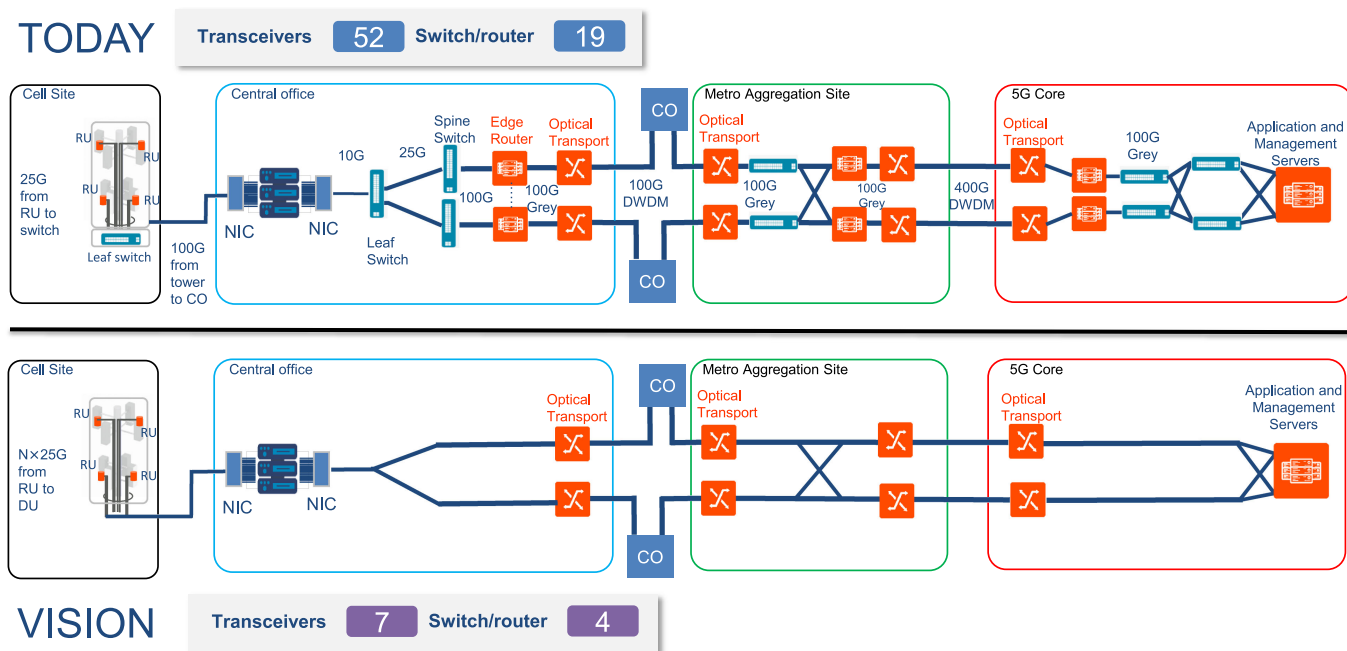 TODAY
Transceivers 52 Switch/router 19
Cell Site
RU
RU
RU
RU
25G
from
RU to
switch
Leaf switch
100G
from
tower
to CO
Central office
NIC
NIC
10G
Leaf
Switch
25G
100G
Spine
Switch
Edge
Router
100G
Grey
Optical
Transport
CO
100G
DWDM
CO
Metro Aggregation Site
Optical
Transport
100G
Grey
100G
Grey
400G
DWDM
5G Core
Optical
Transport
100G
Grey
Application and
Management
Servers
Cell Site
RU
RU
RU
RU
N×25G
from
RU to
DU
Central office
NIC
NIC
Optical
Transport
CO
CO
Metro Aggregation Site
Optical
Transport
5G Core
Optical
Transport
Application and
Management
Servers
VISION
Transceivers 7 Switch/router 4